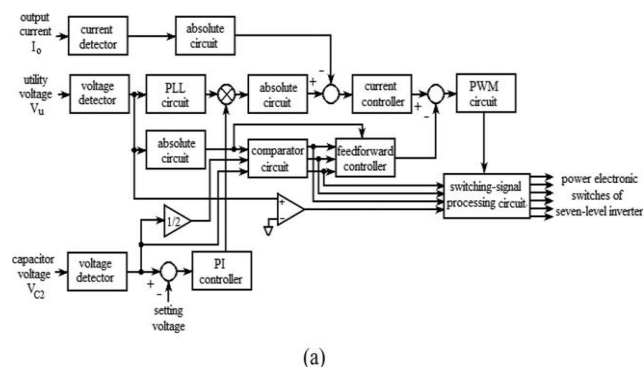 output
current
Io
current
detector
absolute
circuit
utility
voltage
Vu
voltage
detector
PLL
circuit
absolute
circuit
+
-
current
controller
+
-
PWM
circuit
absolute
circuit
comparator
circuit
feedforward
controller
switching-signal
processing circuit
power electronic
switches of
seven-level inverter
1/2
+
-
capacitor
voltage
VC2
voltage
detector
+
-
PI
controller
setting
voltage
(a)